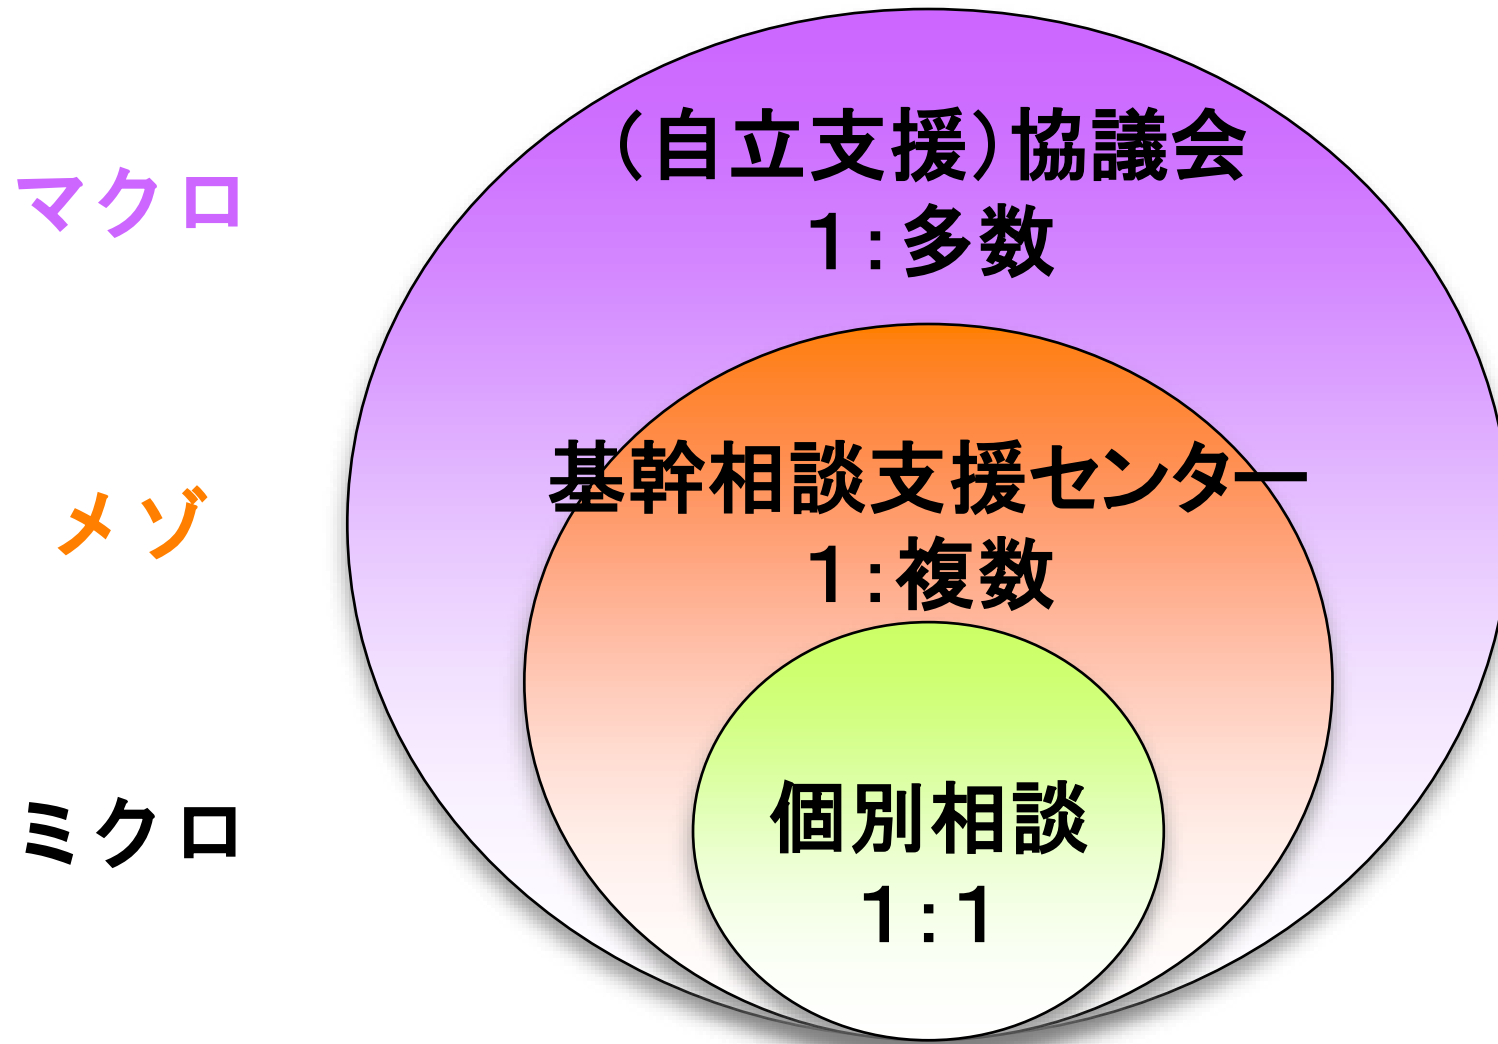 マクロ
（自立支援）協議会
１：多数
メゾ
基幹相談支援センター
１：複数
ミクロ
個別相談
１：１